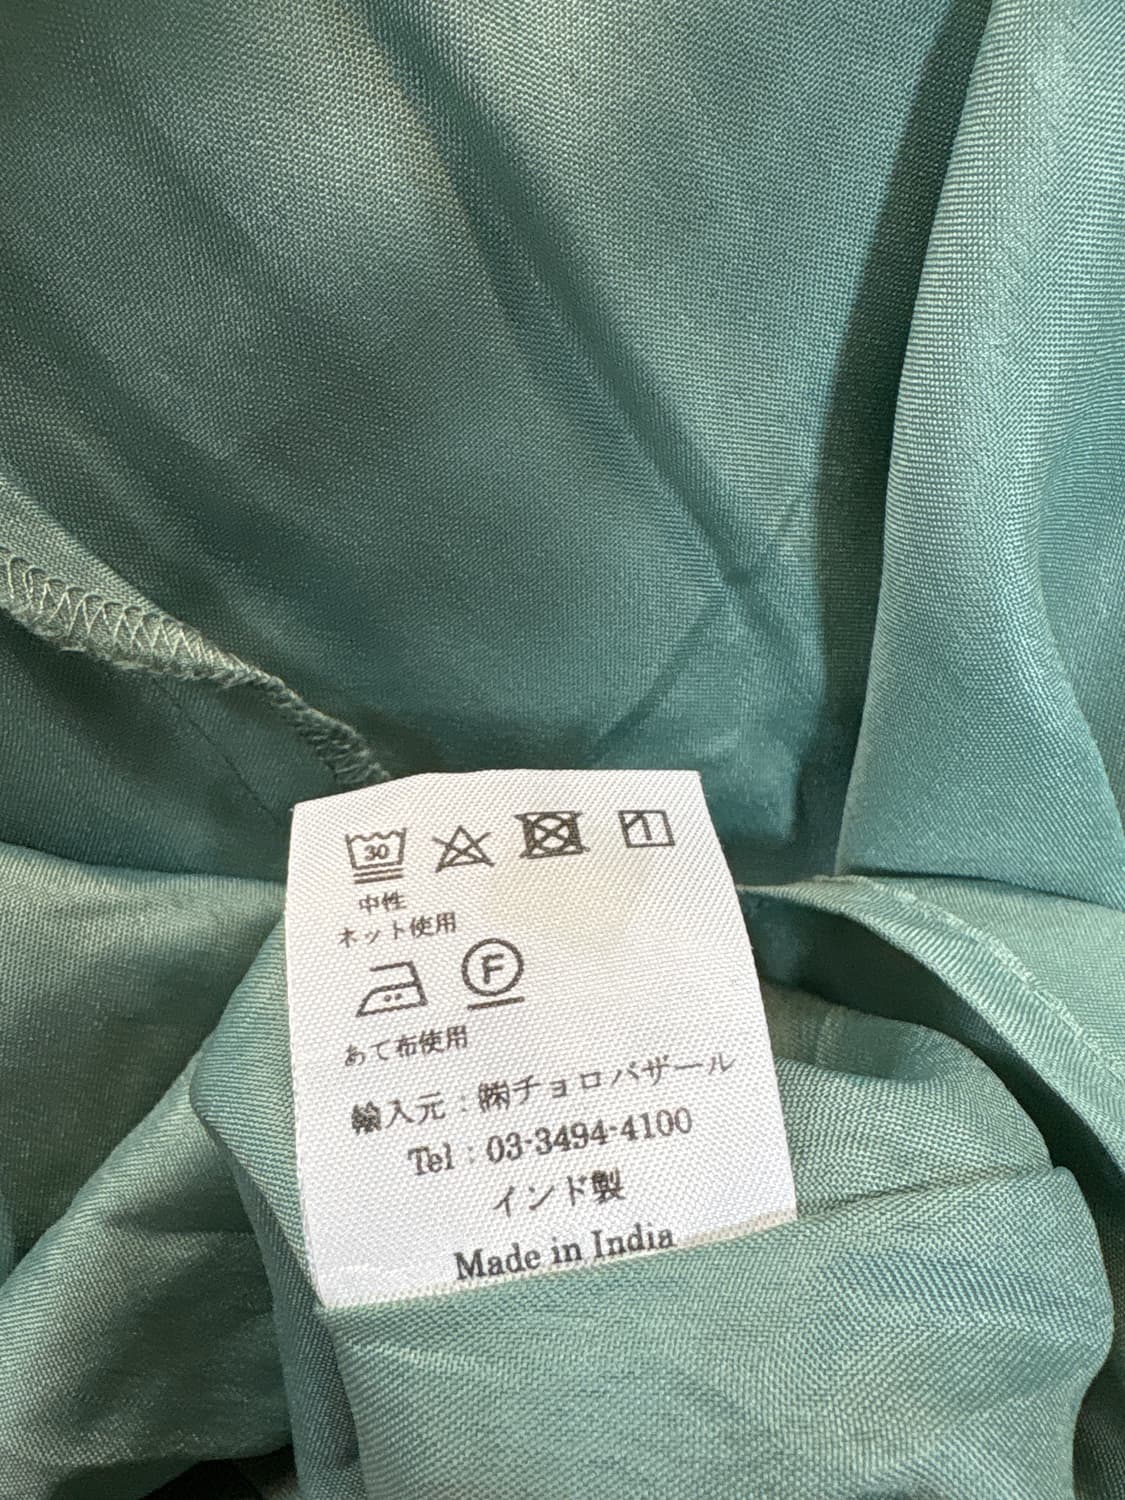 30
1
中性
ネット使用
F
あて布使用
輸入元：㈱チョロバザール
Tel：03-3494-4100
インド製
Made in India